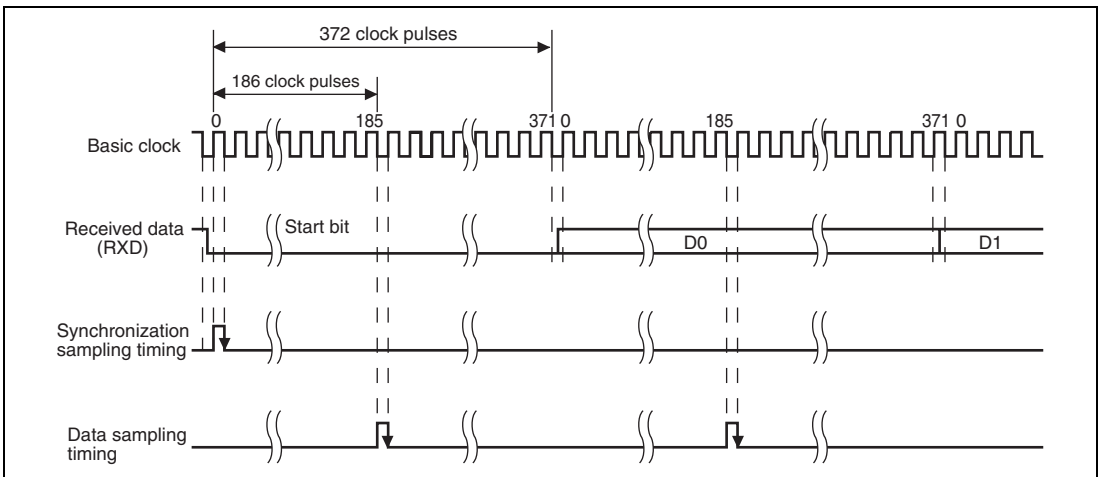 372 clock pulses
186 clock pulses
0 185 371 0 185 371 0
Basic clock
Received data
(RXD)
Start bit
D0
D1
Synchronization
sampling timing
Data sampling
timing